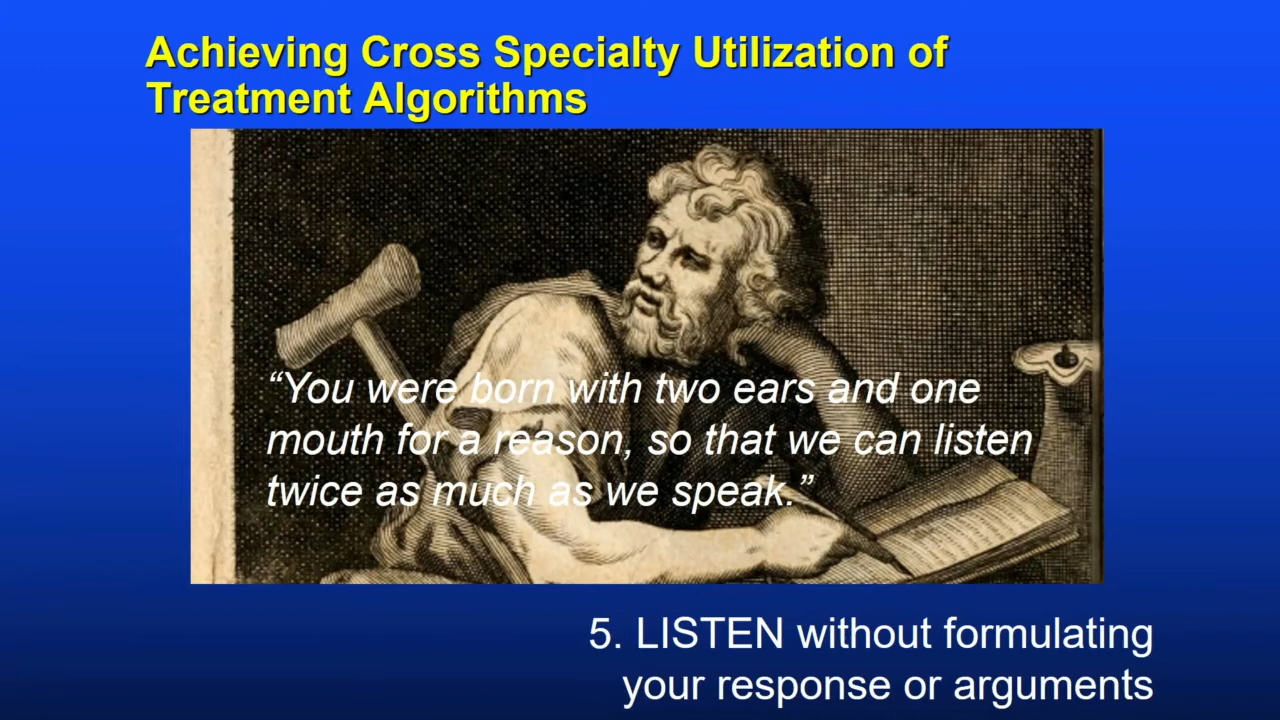 Achieving Cross Specialty Utilization of
Treatment Algorithms
“You were born with two ears and one
mouth for a reason, so that we can listen
twice as much as we speak.”
5. LISTEN without formulating
your response or arguments